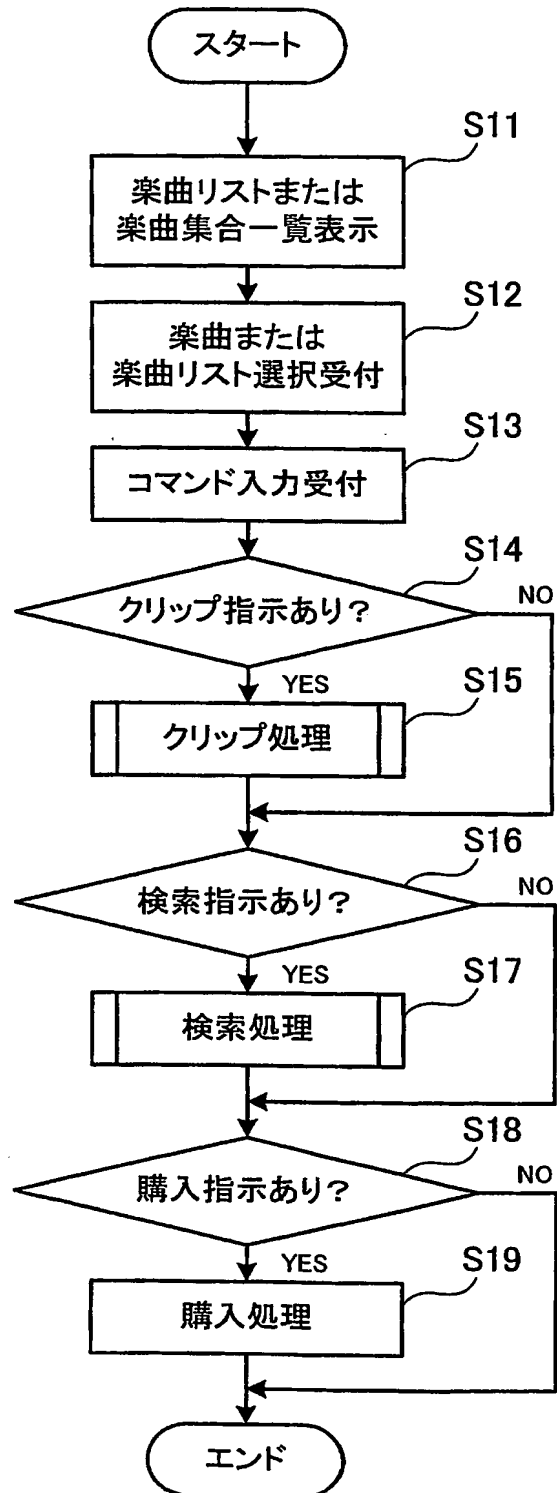 スタート
S11
楽曲リストまたは
楽曲集合一覧表示
S12
楽曲または
楽曲リスト選択受付
S13
コマンド入力受付
S14
クリップ指示あり？
NO
YES
S15
クリップ処理
S16
検索指示あり？
NO
YES
S17
検索処理
S18
購入指示あり？
NO
YES
S19
購入処理
エンド